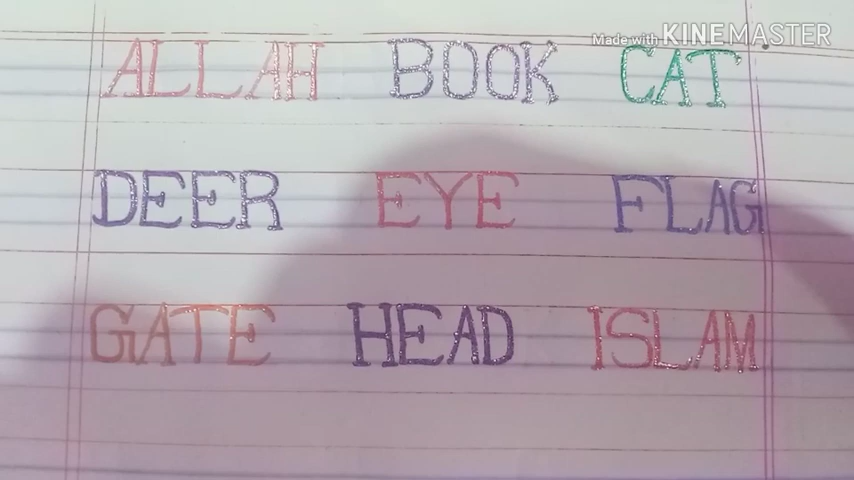 Made with KINEMASTER
ALLAH BOOK CAT
DEER EYE FLAG
GATE HEAD ISLAM